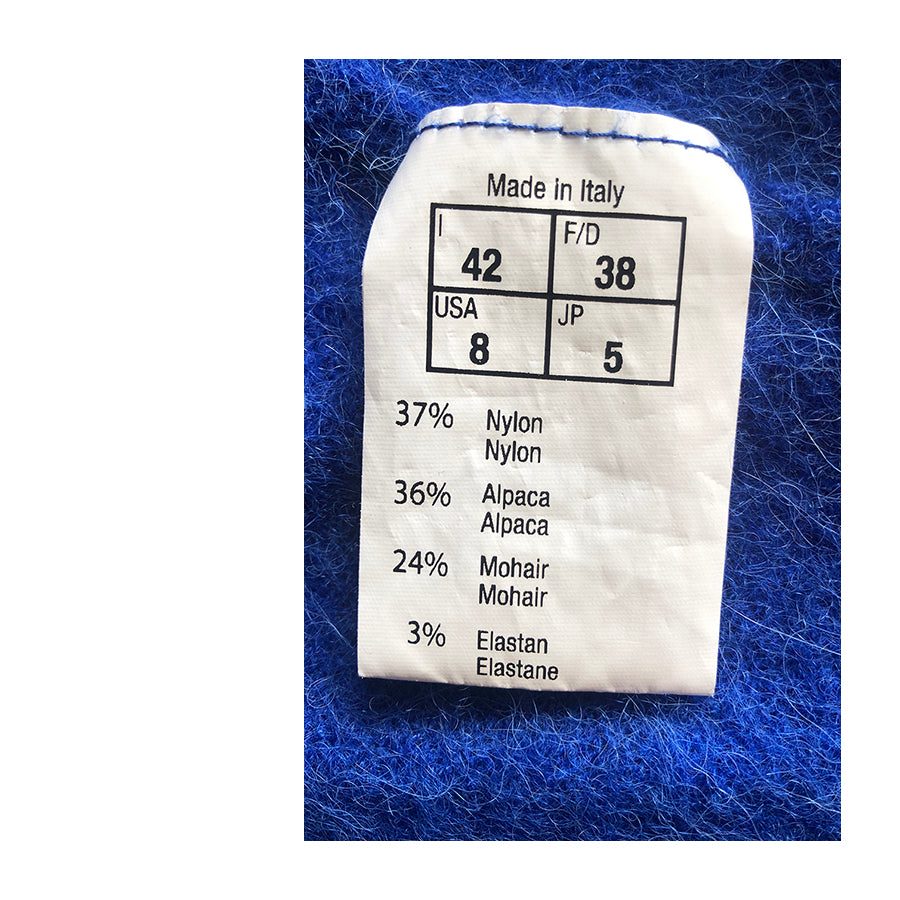 Made in Italy
I F/D
42 38
USA JP
8 5
37% Nylon
Nylon
36% Alpaca
Alpaca
24% Mohair
Mohair
3% Elastan
Elastane